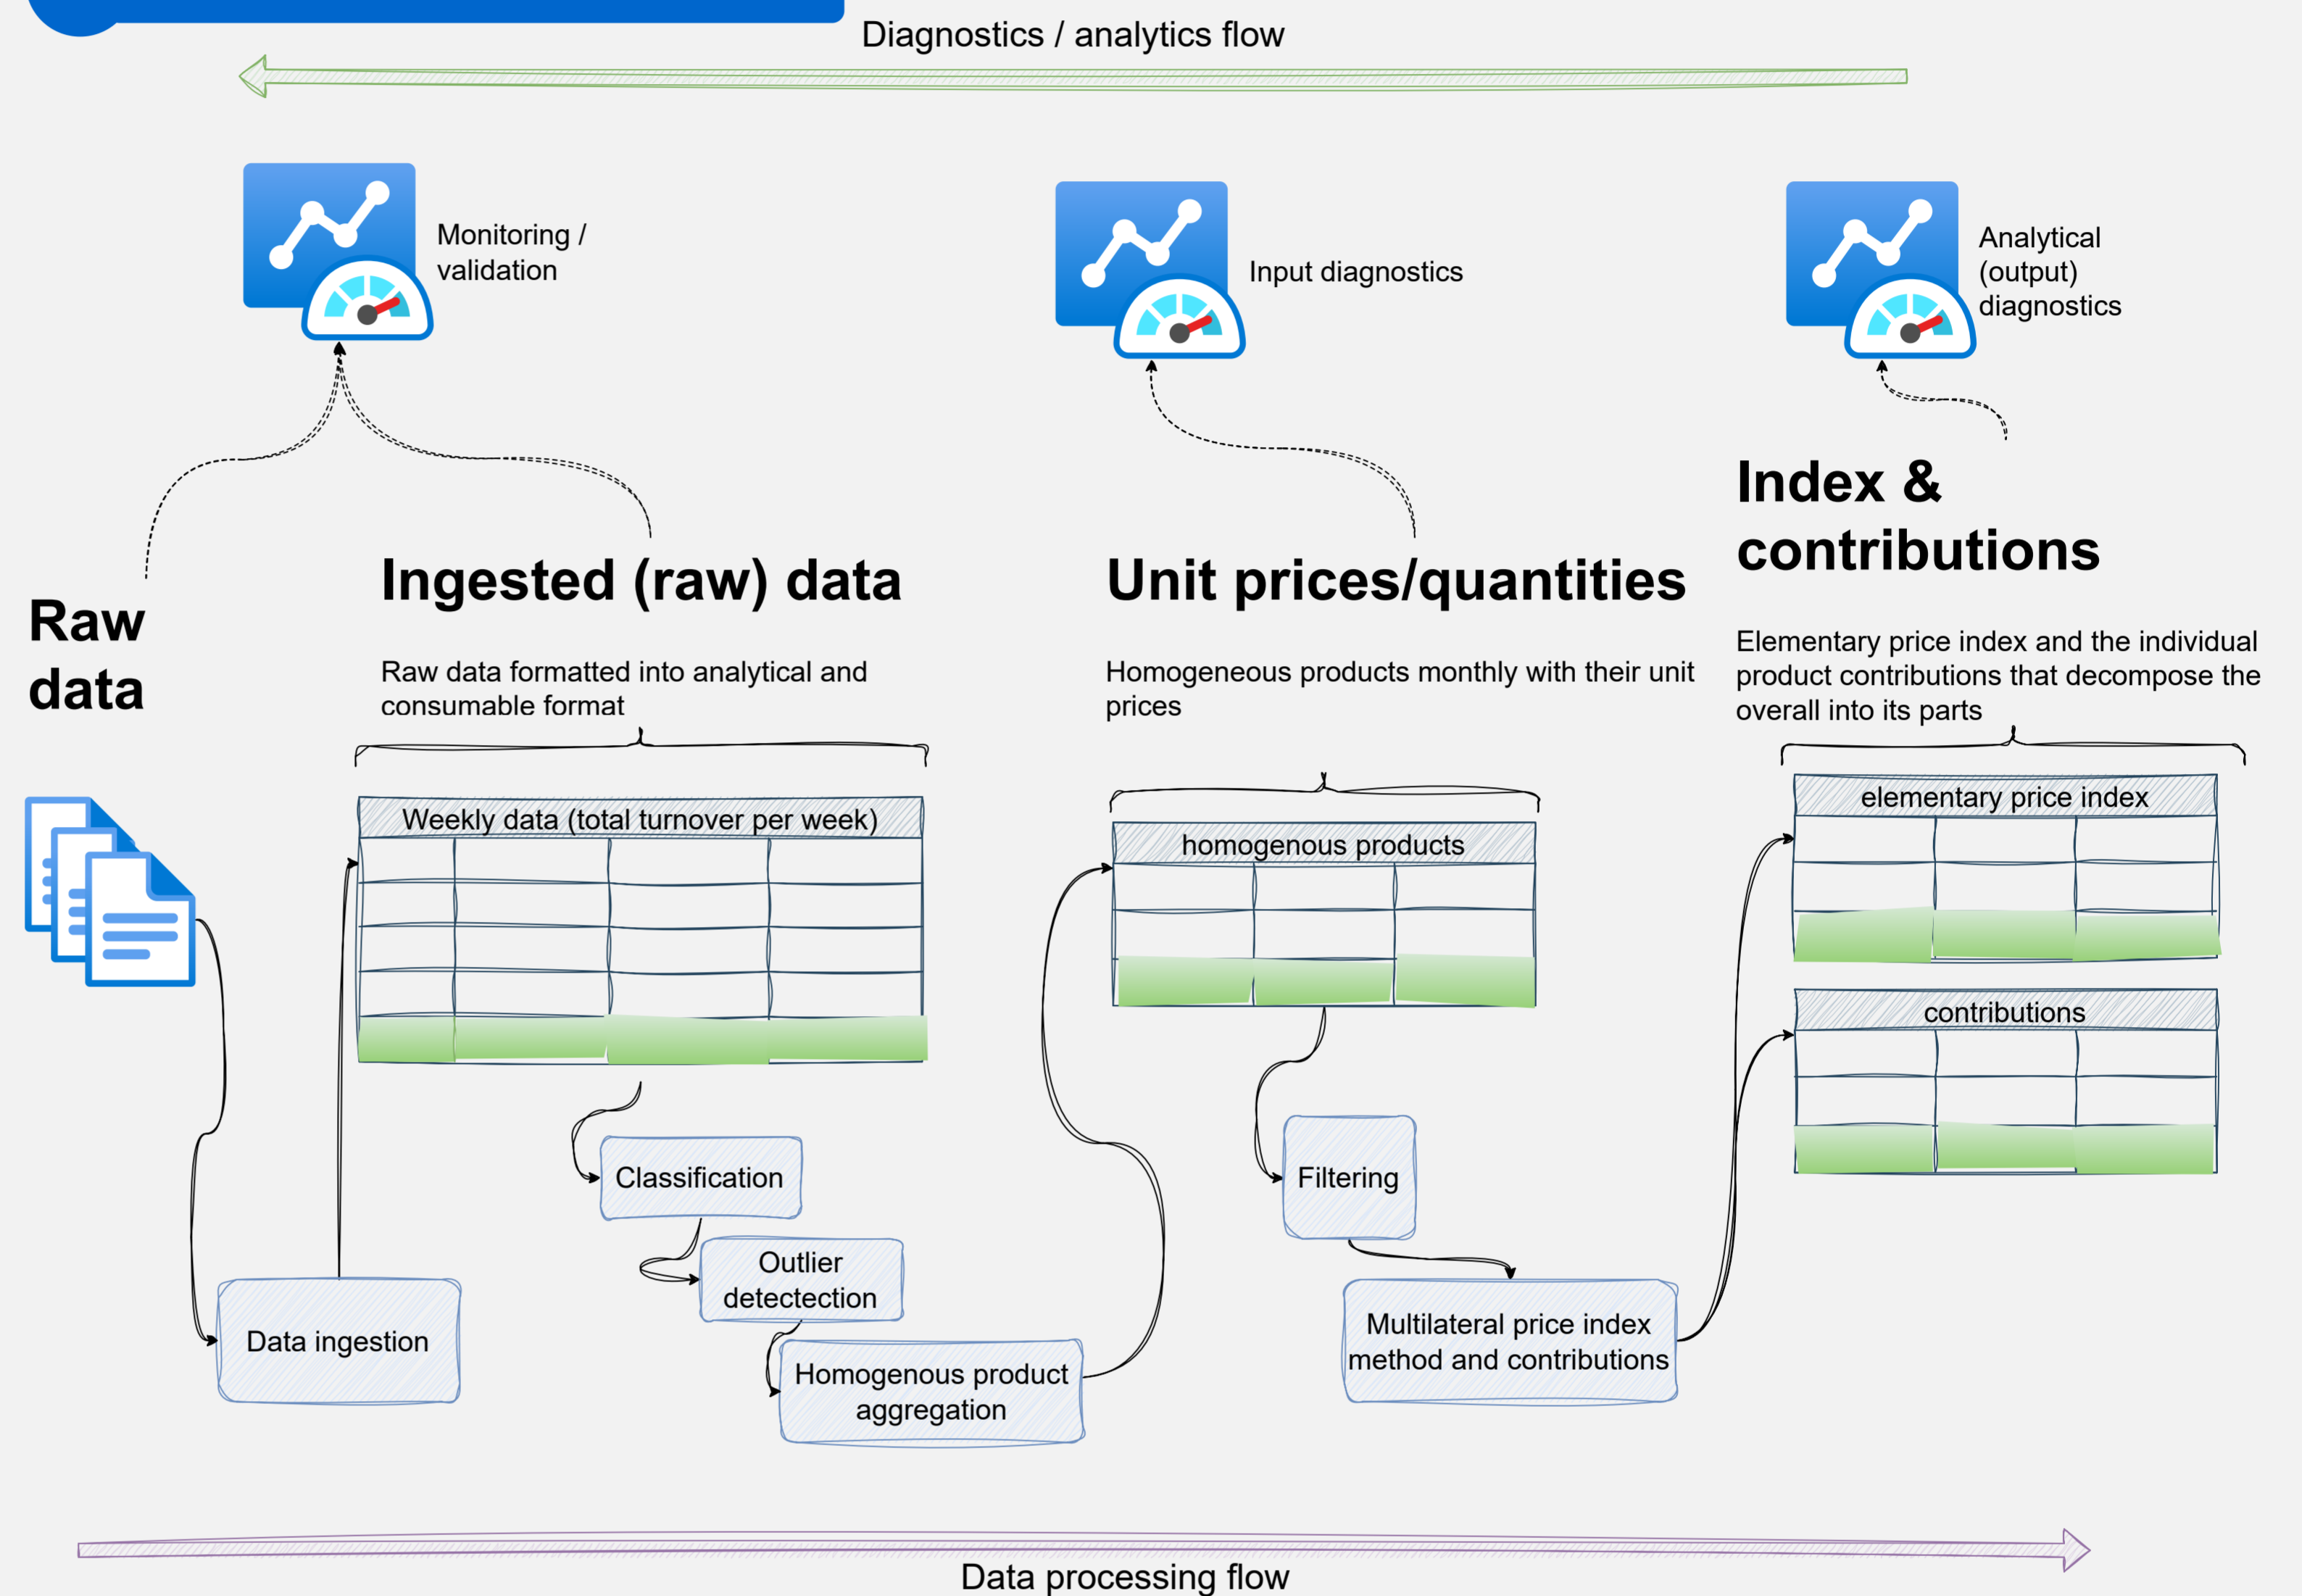 Diagnostics / analytics flow
Monitoring /
validation
Input diagnostics
Analytical
(output)
diagnostics
Raw
data
Ingested (raw) data
Raw data formatted into analytical and
consumable format
Unit prices/quantities
Homogeneous products monthly with their unit
prices
Index &
contributions
Elementary price index and the individual
product contributions that decompose the
overall into its parts
Weekly data (total turnover per week)
homogenous products
elementary price index
contributions
Classification
Outlier
detectection
Homogenous product
aggregation
Data ingestion
Filtering
Multilateral price index
method and contributions
Data processing flow